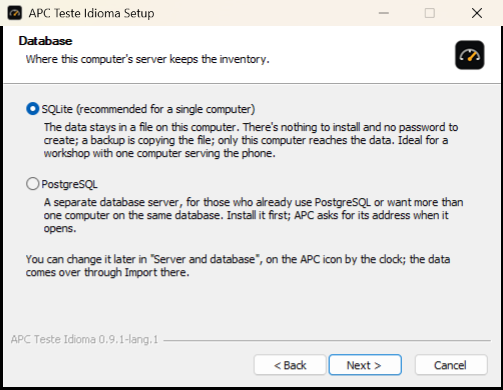 APC Teste Idioma Setup
Database
Where this computer's server keeps the inventory.
SQLite (recommended for a single computer)
The data stays in a file on this computer. There's nothing to install and no password to
create; a backup is copying the file; only this computer reaches the data. Ideal for a
workshop with one computer serving the phone.
PostgreSQL
A separate database server, for those who already use PostgreSQL or want more than
one computer on the same database. Install it first; APC asks for its address when it
opens.
You can change it later in "Server and database", on the APC icon by the clock; the data
comes over through Import there.
APC Teste Idioma 0.9.1-lang.1
< Back
Next >
Cancel